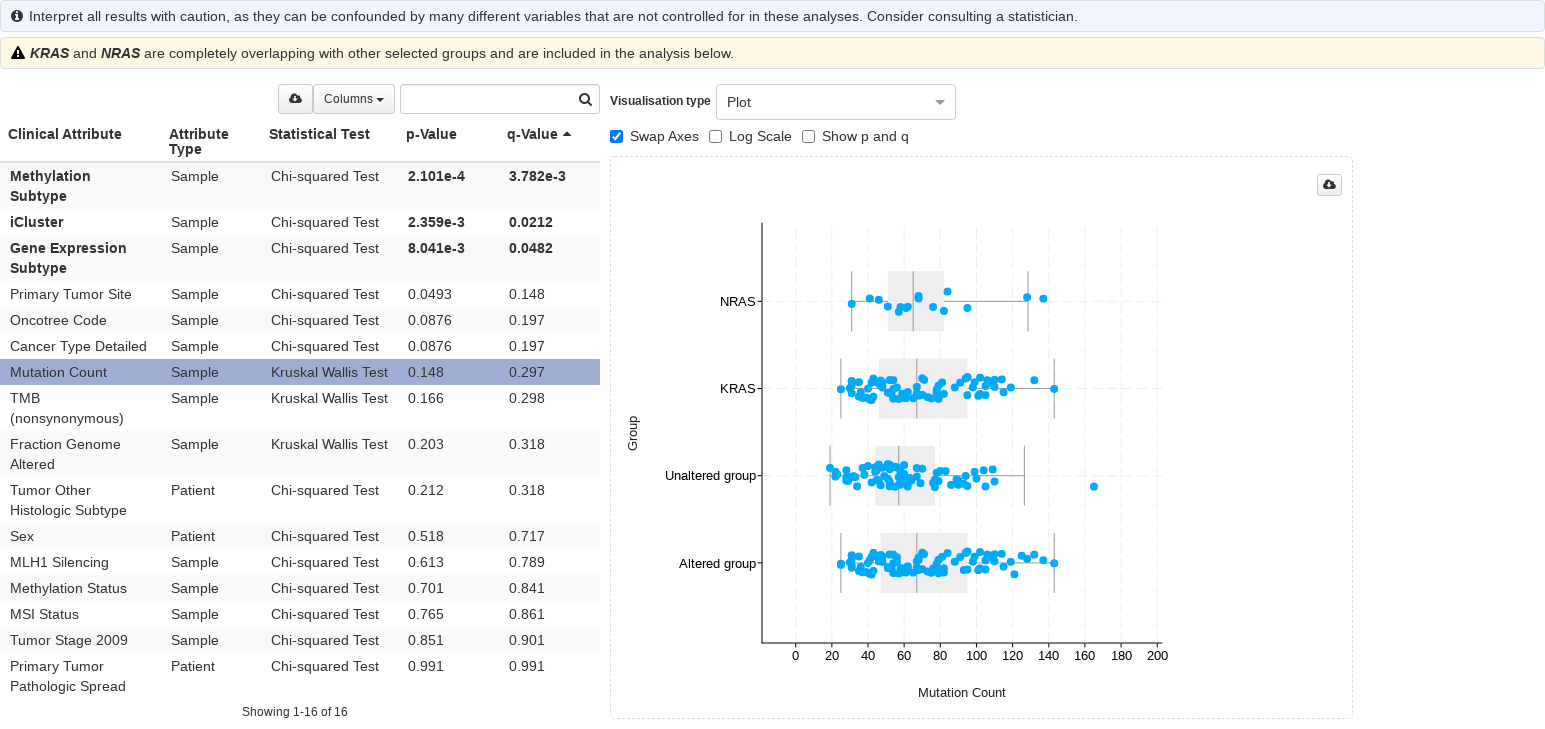 Interpret all results with caution, as they can be confounded by many different variables that are not controlled for in these analyses. Consider consulting a statistician.
KRAS and NRAS are completely overlapping with other selected groups and are included in the analysis below.
Columns
Clinical Attribute Attribute Type Statistical Test p-Value q-Value
Methylation Subtype Sample Chi-squared Test 2.101e-4 3.782e-3
iCluster Sample Chi-squared Test 2.359e-3 0.0212
Gene Expression Subtype Sample Chi-squared Test 8.041e-3 0.0482
Primary Tumor Site Sample Chi-squared Test 0.0493 0.148
Oncotree Code Sample Chi-squared Test 0.0876 0.197
Cancer Type Detailed Sample Chi-squared Test 0.0876 0.197
Mutation Count Sample Kruskal Wallis Test 0.148 0.297
TMB (nonsynonymous) Sample Kruskal Wallis Test 0.166 0.298
Fraction Genome Altered Sample Kruskal Wallis Test 0.203 0.318
Tumor Other Histologic Subtype Patient Chi-squared Test 0.212 0.318
Sex Patient Chi-squared Test 0.518 0.717
MLH1 Silencing Sample Chi-squared Test 0.613 0.789
Methylation Status Sample Chi-squared Test 0.701 0.841
MSI Status Sample Chi-squared Test 0.765 0.861
Tumor Stage 2009 Sample Chi-squared Test 0.851 0.901
Primary Tumor Pathologic Spread Patient Chi-squared Test 0.991 0.991
Showing 1-16 of 16
Visualisation type Plot
Swap Axes Log Scale Show p and q
NRAS
KRAS
Unaltered group
Altered group
Group
0 20 40 60 80 100 120 140 160 180 200
Mutation Count